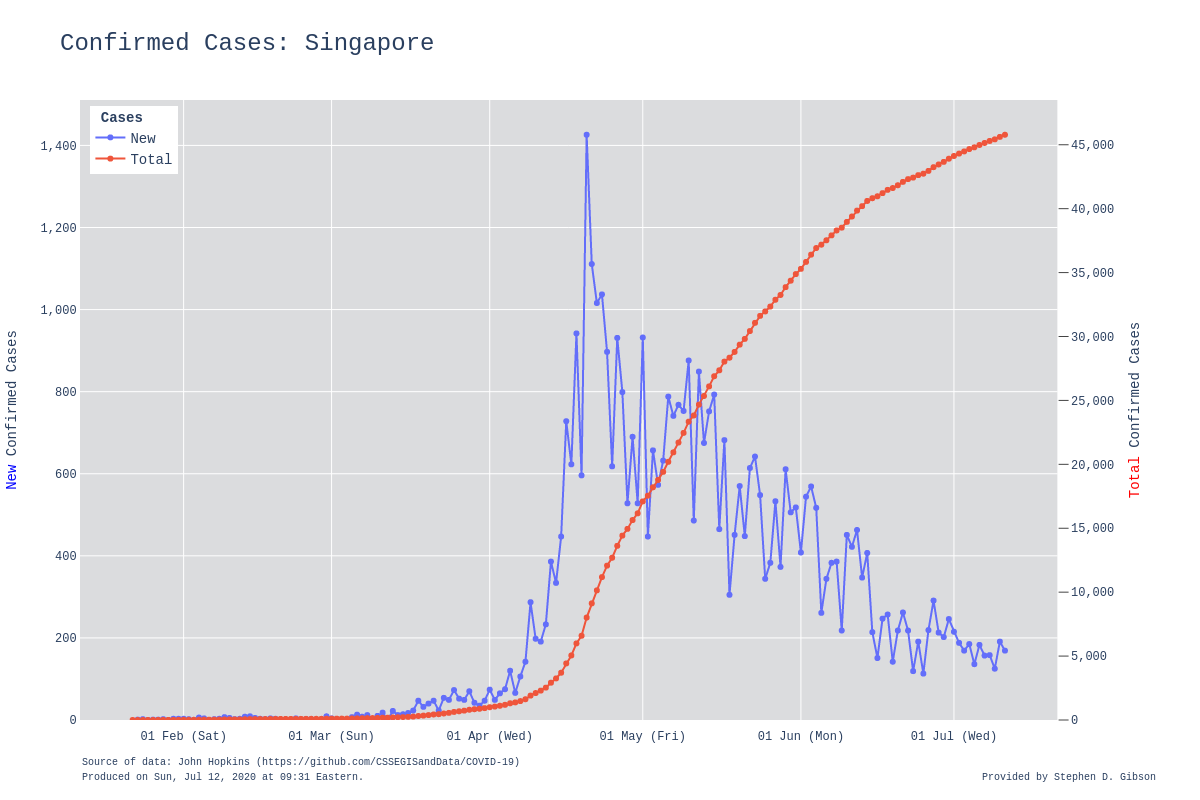 Confirmed Cases: Singapore
Cases
New
Total
1,400
1,200
1,000
800
600
400
200
0
New Confirmed Cases
45,000
40,000
35,000
30,000
25,000
20,000
15,000
10,000
5,000
0
Total Confirmed Cases
01 Feb (Sat)
01 Mar (Sun)
01 Apr (Wed)
01 May (Fri)
01 Jun (Mon)
01 Jul (Wed)
Source of data: John Hopkins (https://github.com/CSSEGISandData/COVID-19)
Produced on Sun, Jul 12, 2020 at 09:31 Eastern.
Provided by Stephen D. Gibson